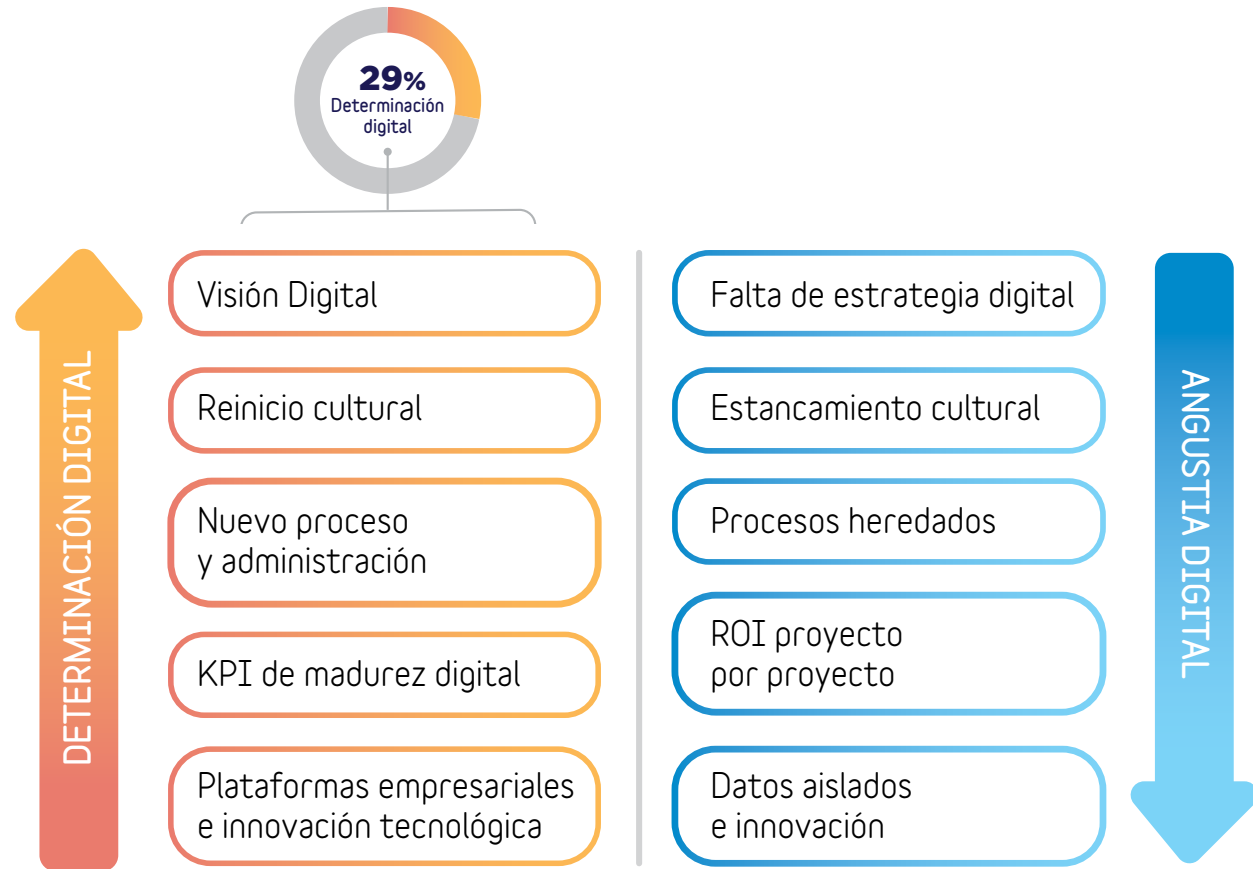 29%
Determinación
digital
DETERMINACIÓN DIGITAL
Visión Digital
Reinicio cultural
Nuevo proceso
y administración
KPI de madurez digital
Plataformas empresariales
e innovación tecnológica
Falta de estrategia digital
Estancamiento cultural
Procesos heredados
ROI proyecto
por proyecto
Datos aislados
e innovación
ANGUSTIA DIGITAL